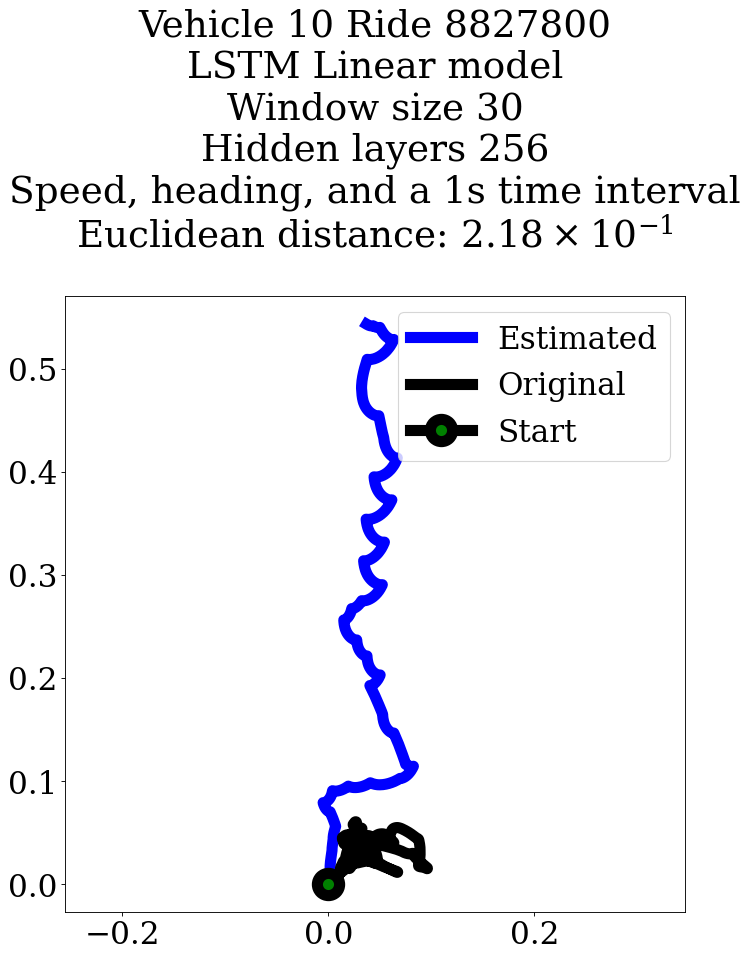 Vehicle 10 Ride 8827800
LSTM Linear model
Window size 30
Hidden layers 256
Speed, heading, and a 1s time interval
Euclidean distance: 2.18 × 10⁻¹
Estimated
Original
Start
0.5
0.4
0.3
0.2
0.1
0.0
−0.2 0.0 0.2